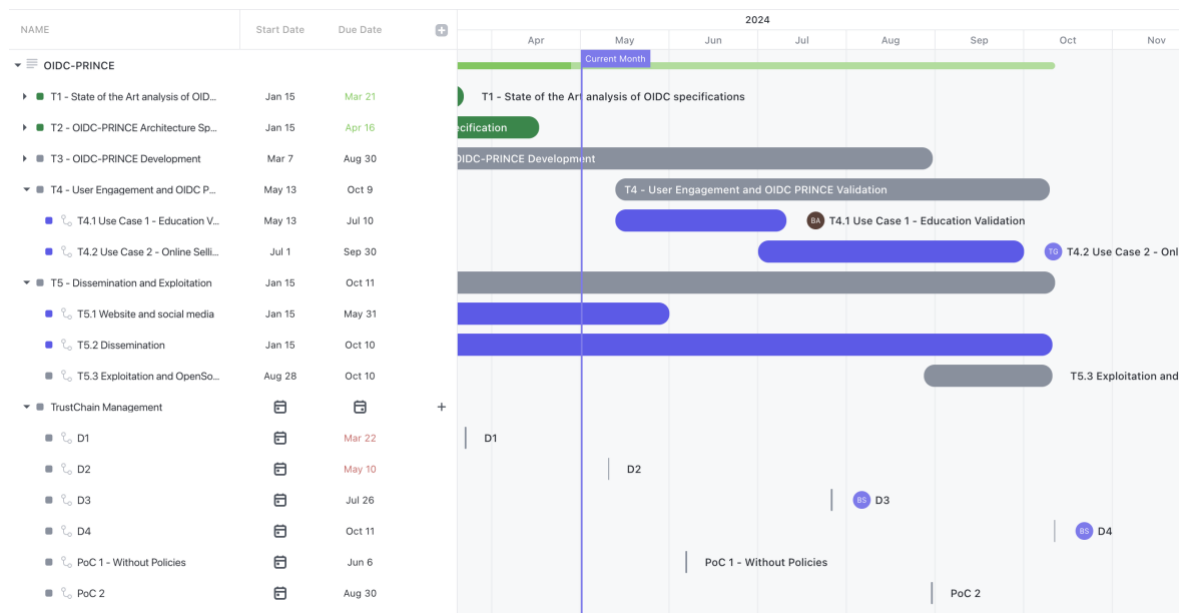 2024
NAME Start Date Due Date Apr May Jun Jul Aug Sep Oct Nov
Current Month
OIDC-PRINCE
T1 - State of the Art analysis of OID... Jan 15 Mar 21 T1 - State of the Art analysis of OIDC specifications
T2 - OIDC-PRINCE Architecture Sp... Jan 15 Apr 16 ecification
T3 - OIDC-PRINCE Development Mar 7 Aug 30 OIDC-PRINCE Development
T4 - User Engagement and OIDC P... May 13 Oct 9 T4 - User Engagement and OIDC PRINCE Validation
T4.1 Use Case 1 - Education V... May 13 Jul 10 BA T4.1 Use Case 1 - Education Validation
T4.2 Use Case 2 - Online Selli... Jul 1 Sep 30 TG T4.2 Use Case 2 - Onl
T5 - Dissemination and Exploitation Jan 15 Oct 11
T5.1 Website and social media Jan 15 May 31
T5.2 Dissemination Jan 15 Oct 10
T5.3 Exploitation and OpenSo... Aug 28 Oct 10 T5.3 Exploitation and
TrustChain Management
D1 Mar 22 D1
D2 May 10 D2
D3 Jul 26 BS D3
D4 Oct 11 BS D4
PoC 1 - Without Policies Jun 6 PoC 1 - Without Policies
PoC 2 Aug 30 PoC 2